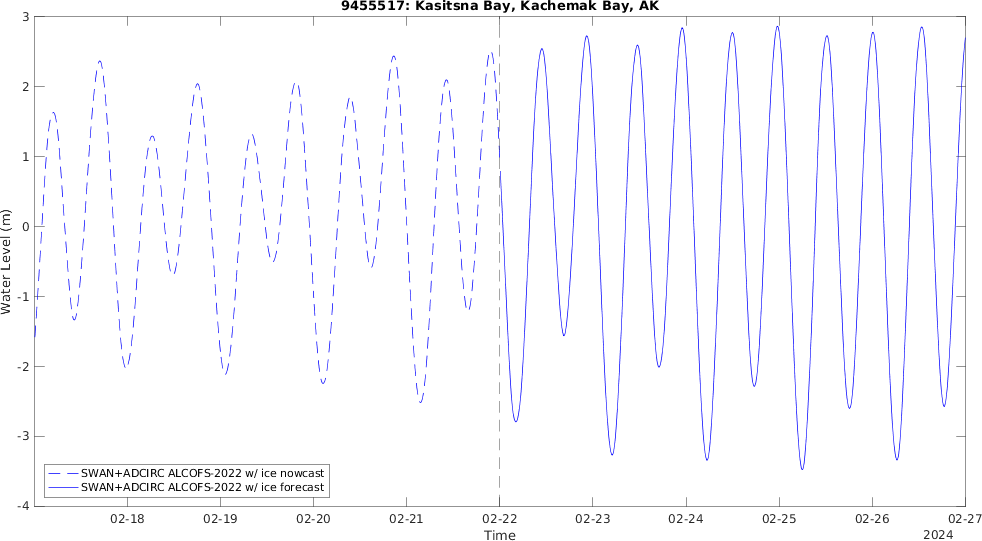 9455517: Kasitsna Bay, Kachemak Bay, AK
Water Level (m)
3
2
1
0
-1
-2
-3
-4
SWAN+ADCIRC ALCOFS-2022 w/ ice nowcast
SWAN+ADCIRC ALCOFS-2022 w/ ice forecast
02-18 02-19 02-20 02-21 02-22 02-23 02-24 02-25 02-26 02-27
Time
2024